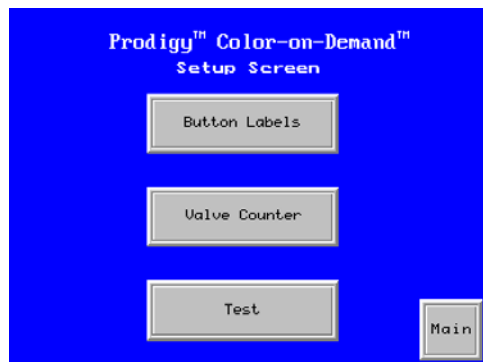 Prodigy™ Color-on-Demand™
Setup Screen
Button Labels
Valve Counter
Test
Main